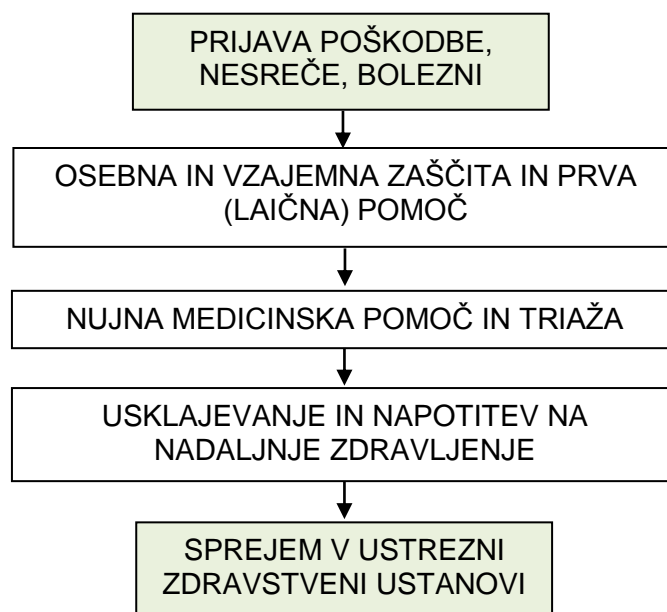 PRIJAVA POŠKODBE,
NESREČE, BOLEZNI
OSEBNA IN VZAJEMNA ZAŠČITA IN PRVA
(LAIČNA) POMOČ
NUJNA MEDICINSKA POMOČ IN TRIAŽA
USKLAJEVANJE IN NAPOTITEV NA
NADALJNJE ZDRAVLJENJE
SPREJEM V USTREZNI
ZDRAVSTVENI USTANOVI